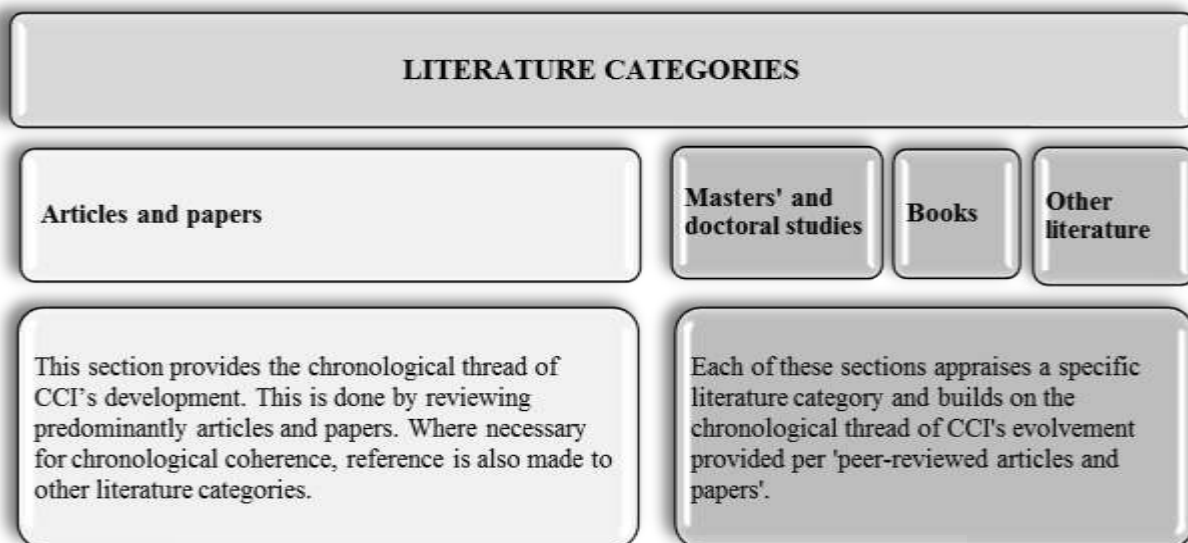 LITERATURE CATEGORIES
Articles and papers
Masters' and
doctoral studies
Books
Other
literature
This section provides the chronological thread of
CCI’s development. This is done by reviewing
predominantly articles and papers. Where necessary
for chronological coherence, reference is also made to
other literature categories.
Each of these sections appraises a specific
literature category and builds on the
chronological thread of CCI's evolvement
provided per 'peer-reviewed articles and
papers'.